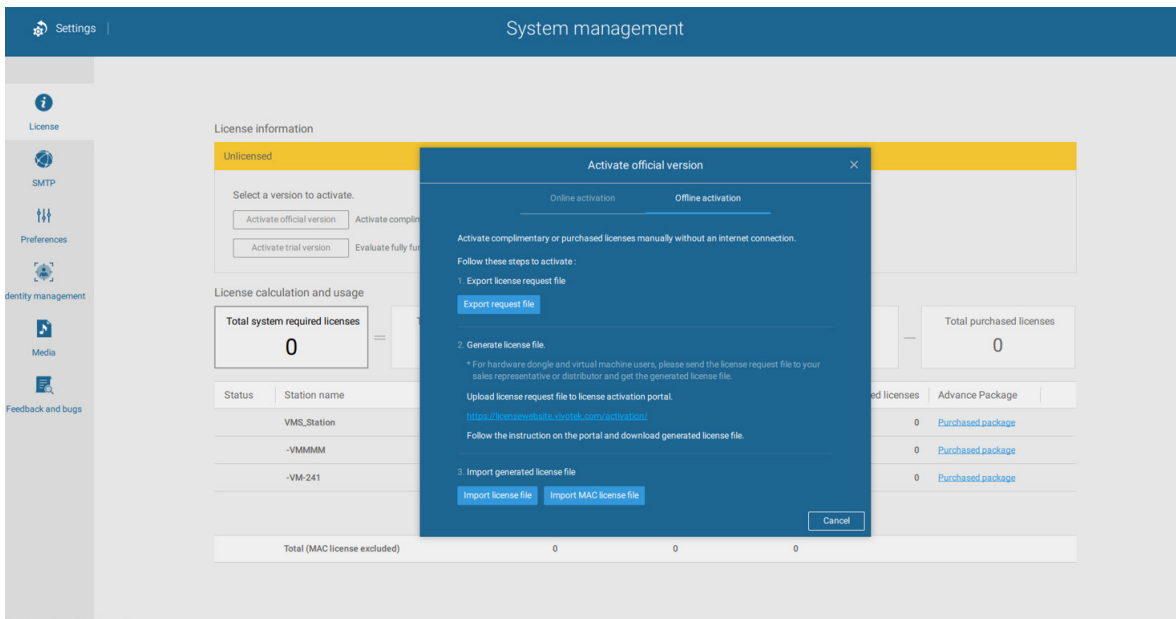 Settings
System management
License
SMTP
Preferences
dentity management
Media
Feedback and bugs
License information
Unlicensed
Select a version to activate.
Activate official version
Activate complim
Activate trial version
Evaluate fully fur
License calculation and usage
Total system required licenses
0
=
—
Total purchased licenses
0
Status
Station name
ed licenses
Advance Package
VMS_Station
0
Purchased package
-VMMMM
0
Purchased package
-VM-241
0
Purchased package
Total (MAC license excluded)
0
0
0
Activate official version
Online activation
Offline activation
Activate complimentary or purchased licenses manually without an internet connection.
Follow these steps to activate :
1. Export license request file
Export request file
2. Generate license file.
* For hardware dongle and virtual machine users, please send the license request file to your
sales representative or distributor and get the generated license file.
Upload license request file to license activation portal.
https://licensewebsite.vivotek.com/activation/
Follow the instruction on the portal and download generated license file.
3. Import generated license file
Import license file
Import MAC license file
Cancel